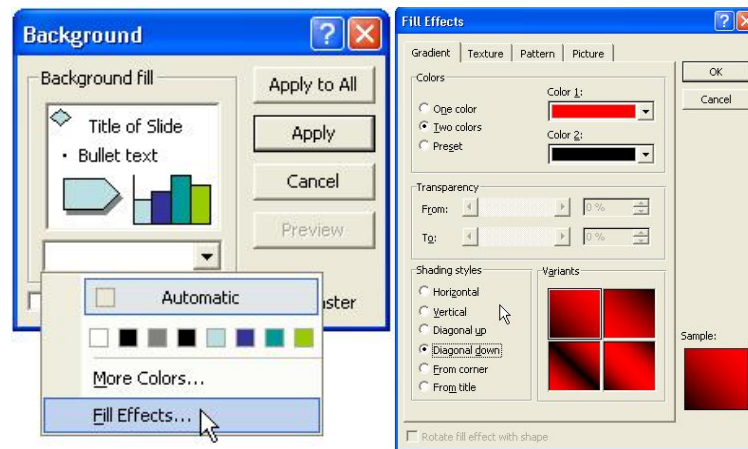 Background
Background fill
Title of Slide
• Bullet text
Apply to All
Apply
Cancel
Preview
Automatic
aster
More Colors...
Fill Effects...
Fill Effects
Gradient
Texture
Pattern
Picture
OK
Cancel
Colors
One color
Two colors
Preset
Color 1:
Color 2:
Transparency
From:
0 %
To:
0 %
Shading styles
Horizontal
Vertical
Diagonal up
Diagonal down
From corner
From title
Variants
Sample:
Rotate fill effect with shape